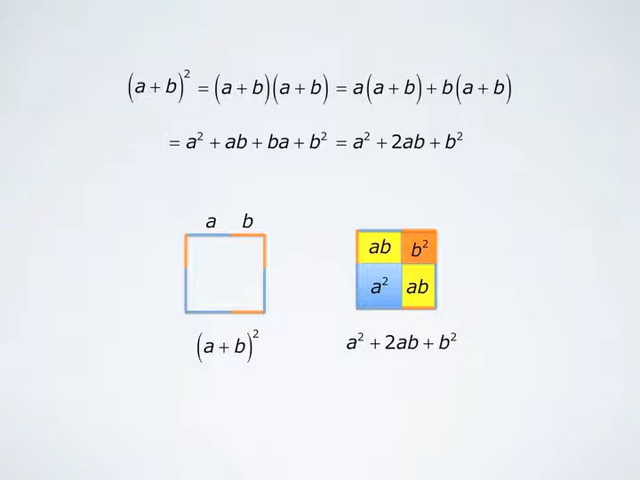 (a + b)² = (a + b)(a + b) = a(a + b) + b(a + b)
= a² + ab + ba + b² = a² + 2ab + b²
a b
ab b²
a² ab
(a + b)²
a² + 2ab + b²